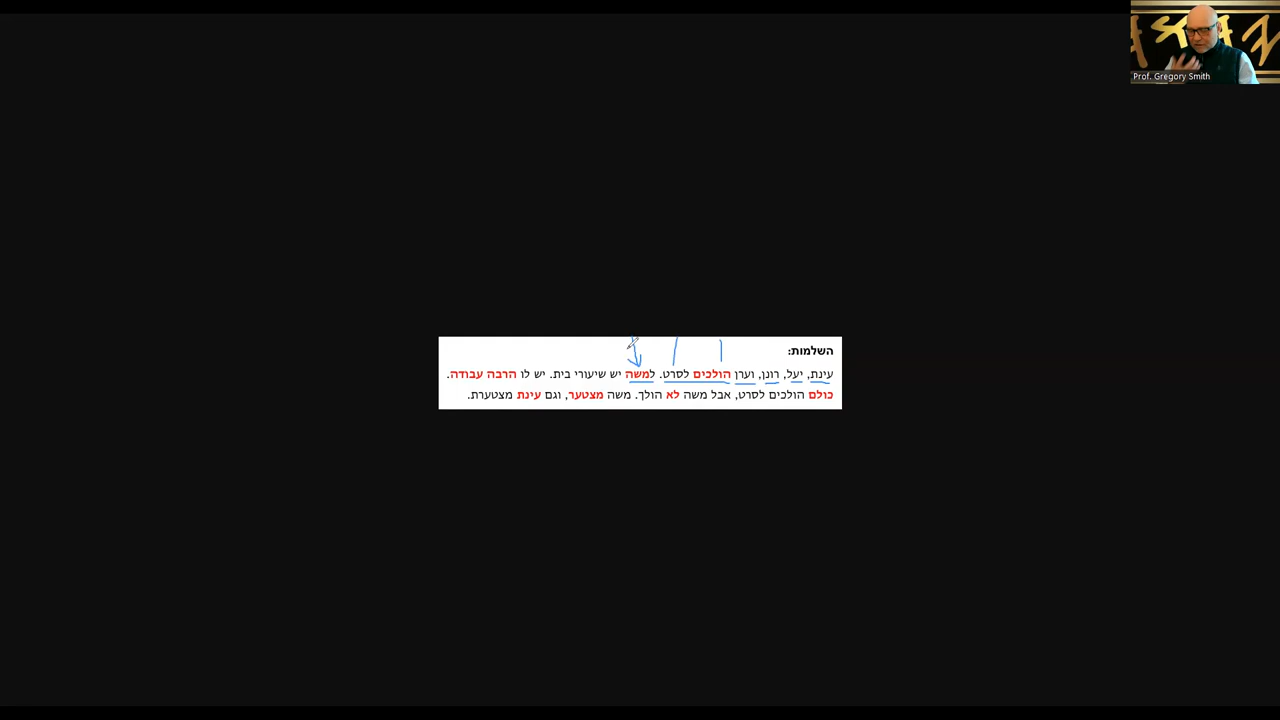 Prof. Gregory Smith
השלמות:
עינת, יעל, רונן, וערן הולכים לסרט. למשה יש שיעורי בית. יש לו הרבה עבודה.
כולם הולכים לסרט, אבל משה לא הולך. משה מצטער, וגם עינת מצטערת.